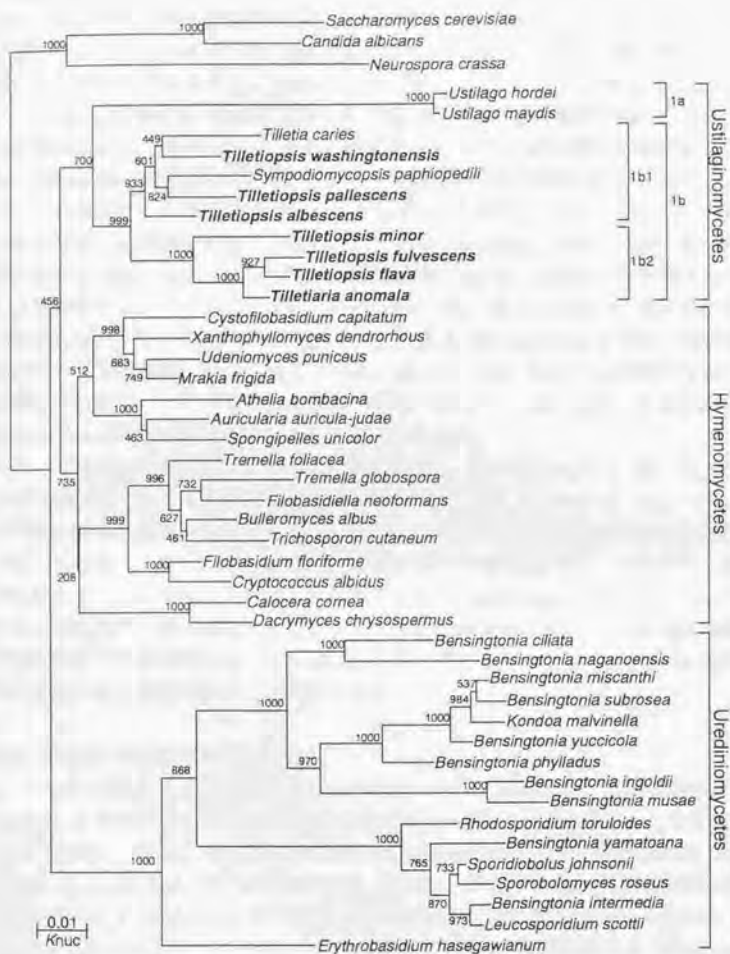 Saccharomyces cerevisiae
1000
Candida albicans
1000
Neurospora crassa
1000
Ustilago hordei
1a
Ustilago maydis
Tilletia caries
449
Tilletiopsis washingtonensis
700
601
Sympodiomycopsis paphiopedili
1b1
933
624
Tilletiopsis pallescens
1b
Tilletiopsis albescens
999
Ustilaginomycetes
Tilletiopsis minor
1000
Tilletiopsis fulvescens
927
1b2
Tilletiopsis flava
1000
Tilletiaria anomala
456
Cystofilobasidium capitatum
998
Xanthophyllomyces dendrorhous
683
Udeniomyces puniceus
512
749
Mrakia frigida
Athelia bombacina
1000
Auricularia auricula-judae
463
Spongipelles unicolor
Hymenomycetes
Tremella foliacea
735
996
732
Tremella globospora
Filobasidiella neoformans
999
627
Bulleromyces albus
461
Trichosporon cutaneum
Filobasidium floriforme
1000
208
Cryptococcus albidus
Calocera cornea
1000
Dacrymyces chrysospermus
Bensingtonia ciliata
1000
Bensingtonia naganoensis
Bensingtonia miscanthi
537
984
Bensingtonia subrosea
1000
Kondoa malvinella
1000
1000
Bensingtonia yuccicola
970
Bensingtonia phylladus
668
Bensingtonia ingoldii
1000
Bensingtonia musae
Urediniomycetes
Rhodosporidium toruloides
1000
Bensingtonia yamatoana
1000
765
733
Sporidiobolus johnsonii
Sporobolomyces roseus
870
Bensingtonia intermedia
973
Leucosporidium scottii
0.01
Knuc
Erythrobasidium hasegawianum